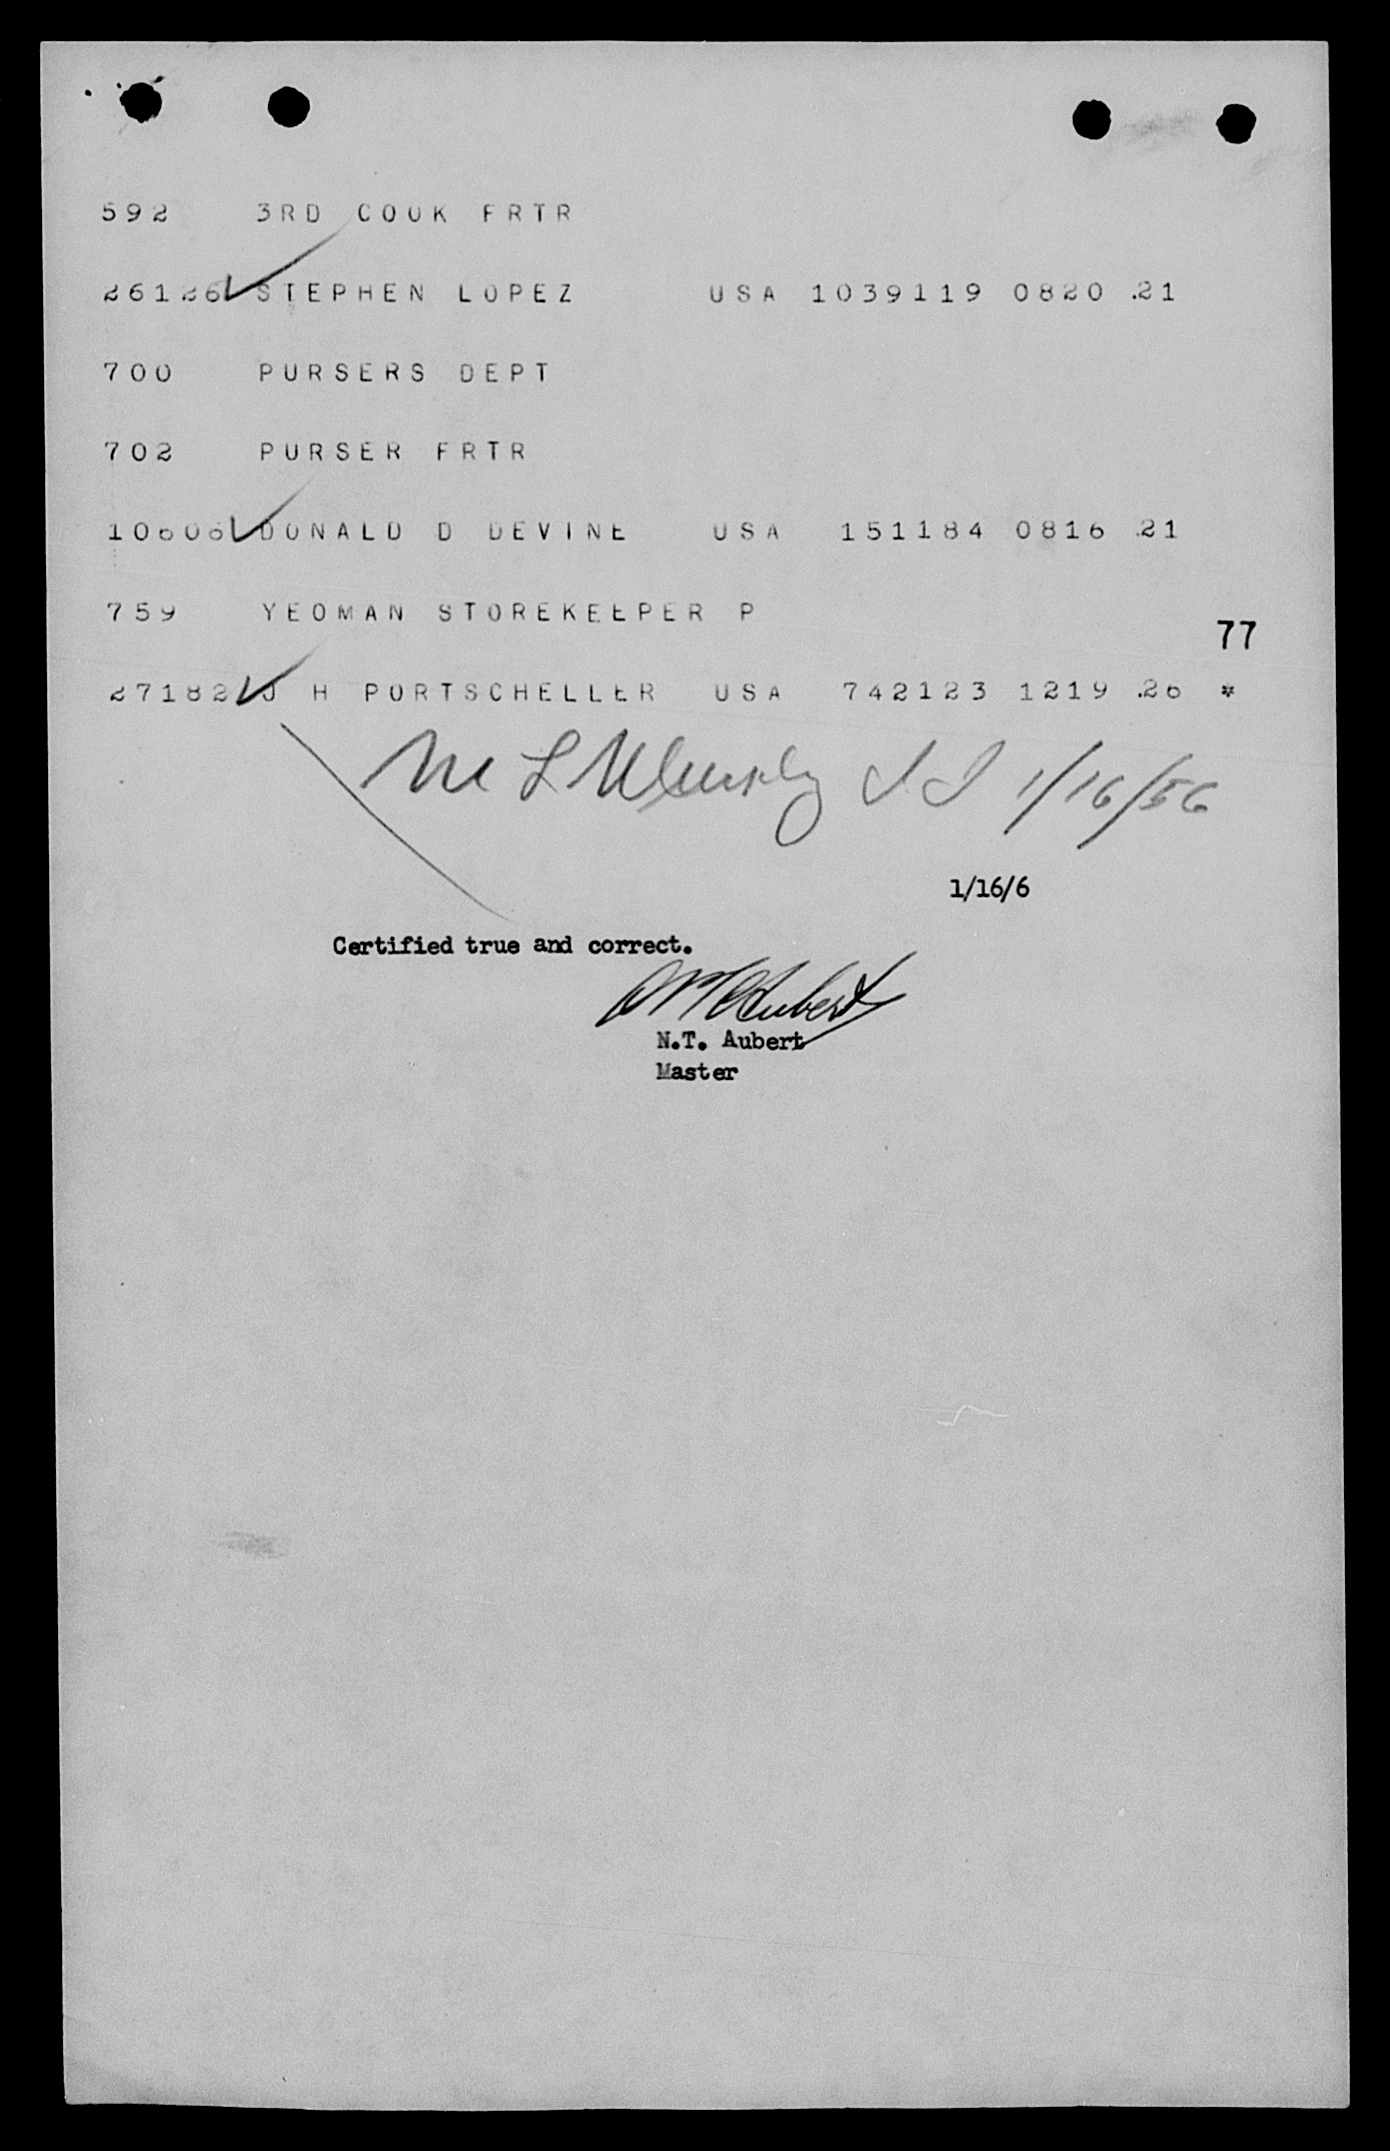 592 3RD COOK FRTR
26126 STEPHEN LOPEZ USA 1039119 0820 .21
700 PURSERS DEPT
702 PURSER FRTR
10606 DONALD D DEVINE USA 151184 0816 .21
759 YEOMAN STOREKEEPER P
77
27182 J H PORTSCHELLER USA 742123 1219 .26 *
1/16/56
1/16/6
Certified true and correct.
N.T. Aubert
N.T. Aubert
Master